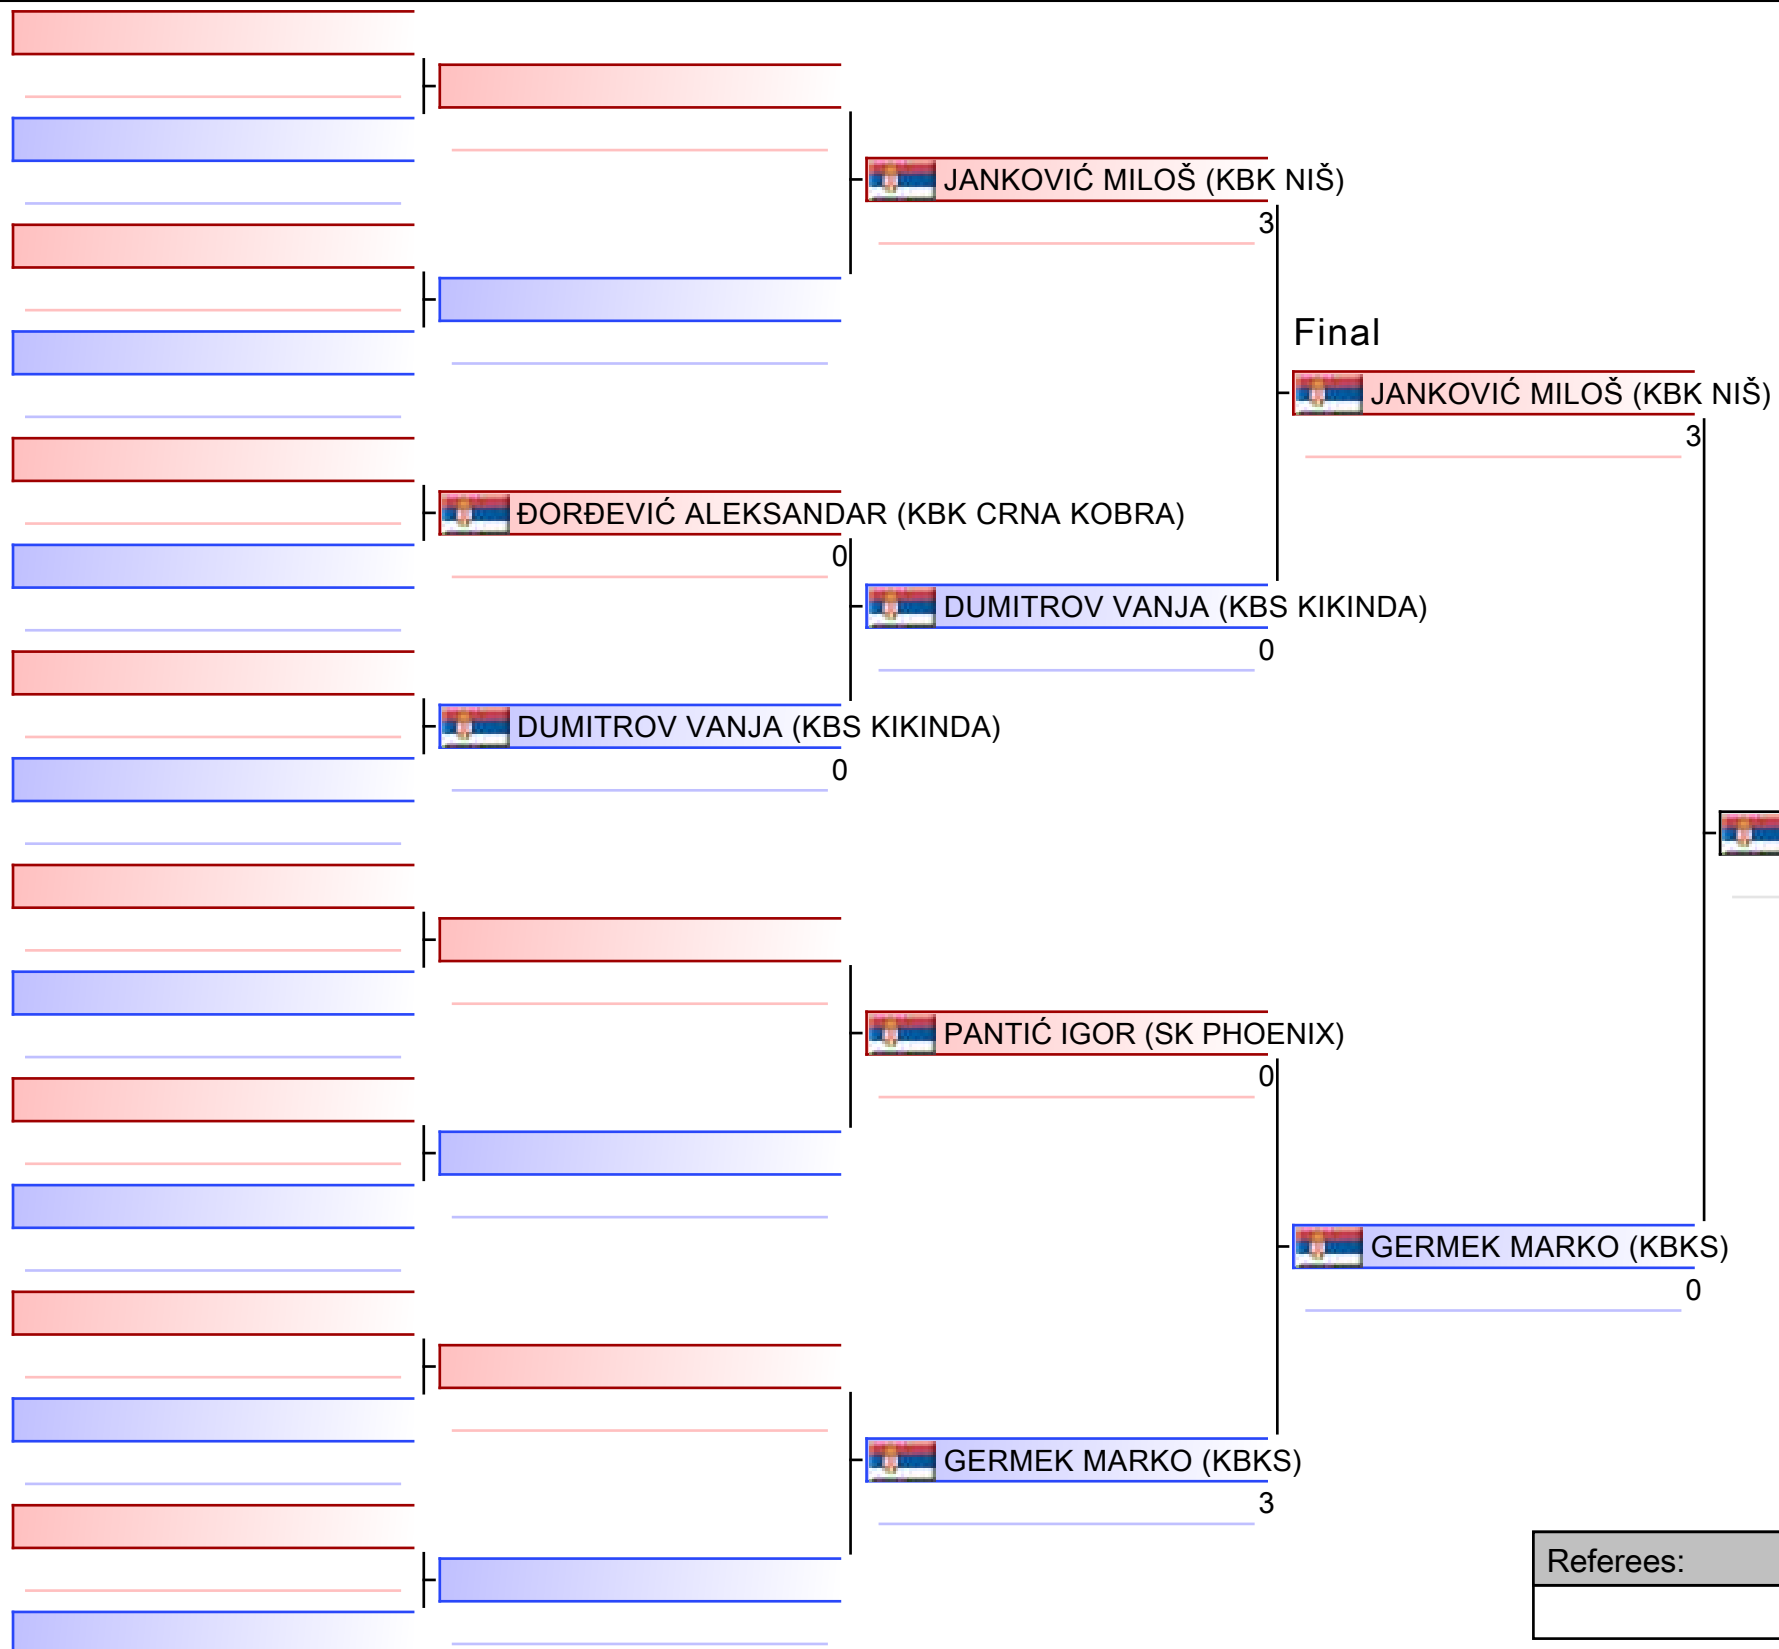 JANKOVIĆ MILOŠ (KBK NIŠ)
3
Final
JANKOVIĆ MILOŠ (KBK NIŠ)
3
ĐORĐEVIĆ ALEKSANDAR (KBK CRNA KOBRA)
0
DUMITROV VANJA (KBS KIKINDA)
0
DUMITROV VANJA (KBS KIKINDA)
0
PANTIĆ IGOR (SK PHOENIX)
0
GERMEK MARKO (KBKS)
0
GERMEK MARKO (KBKS)
3
Referees: